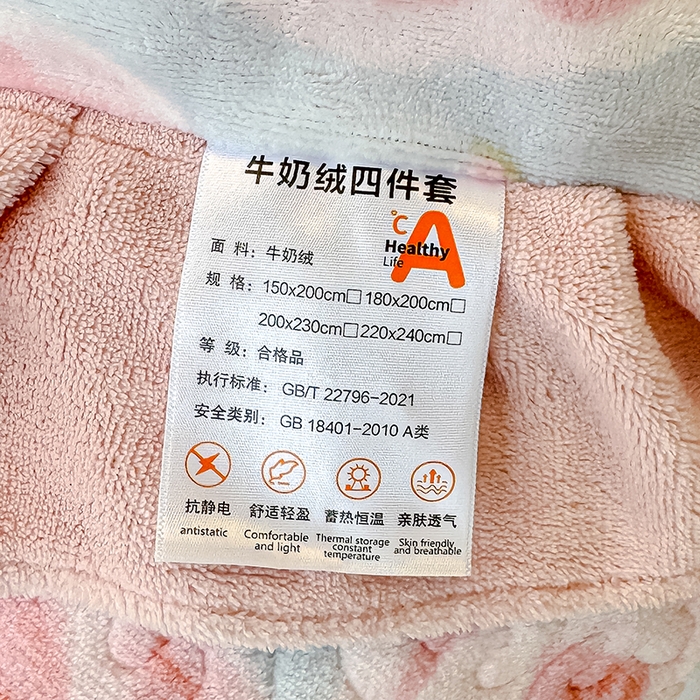 牛奶绒四件套
℃ A
Healthy
Life
面 料：牛奶绒
规 格：150x200cm□ 180x200cm□
200x230cm□ 220x240cm□
等 级：合格品
执行标准： GB/T 22796-2021
安全类别： GB 18401-2010 A类
抗静电 舒适轻盈 蓄热恒温 亲肤透气
antistatic Comfortable and light Thermal storage constant temperature Skin friendly and breathable